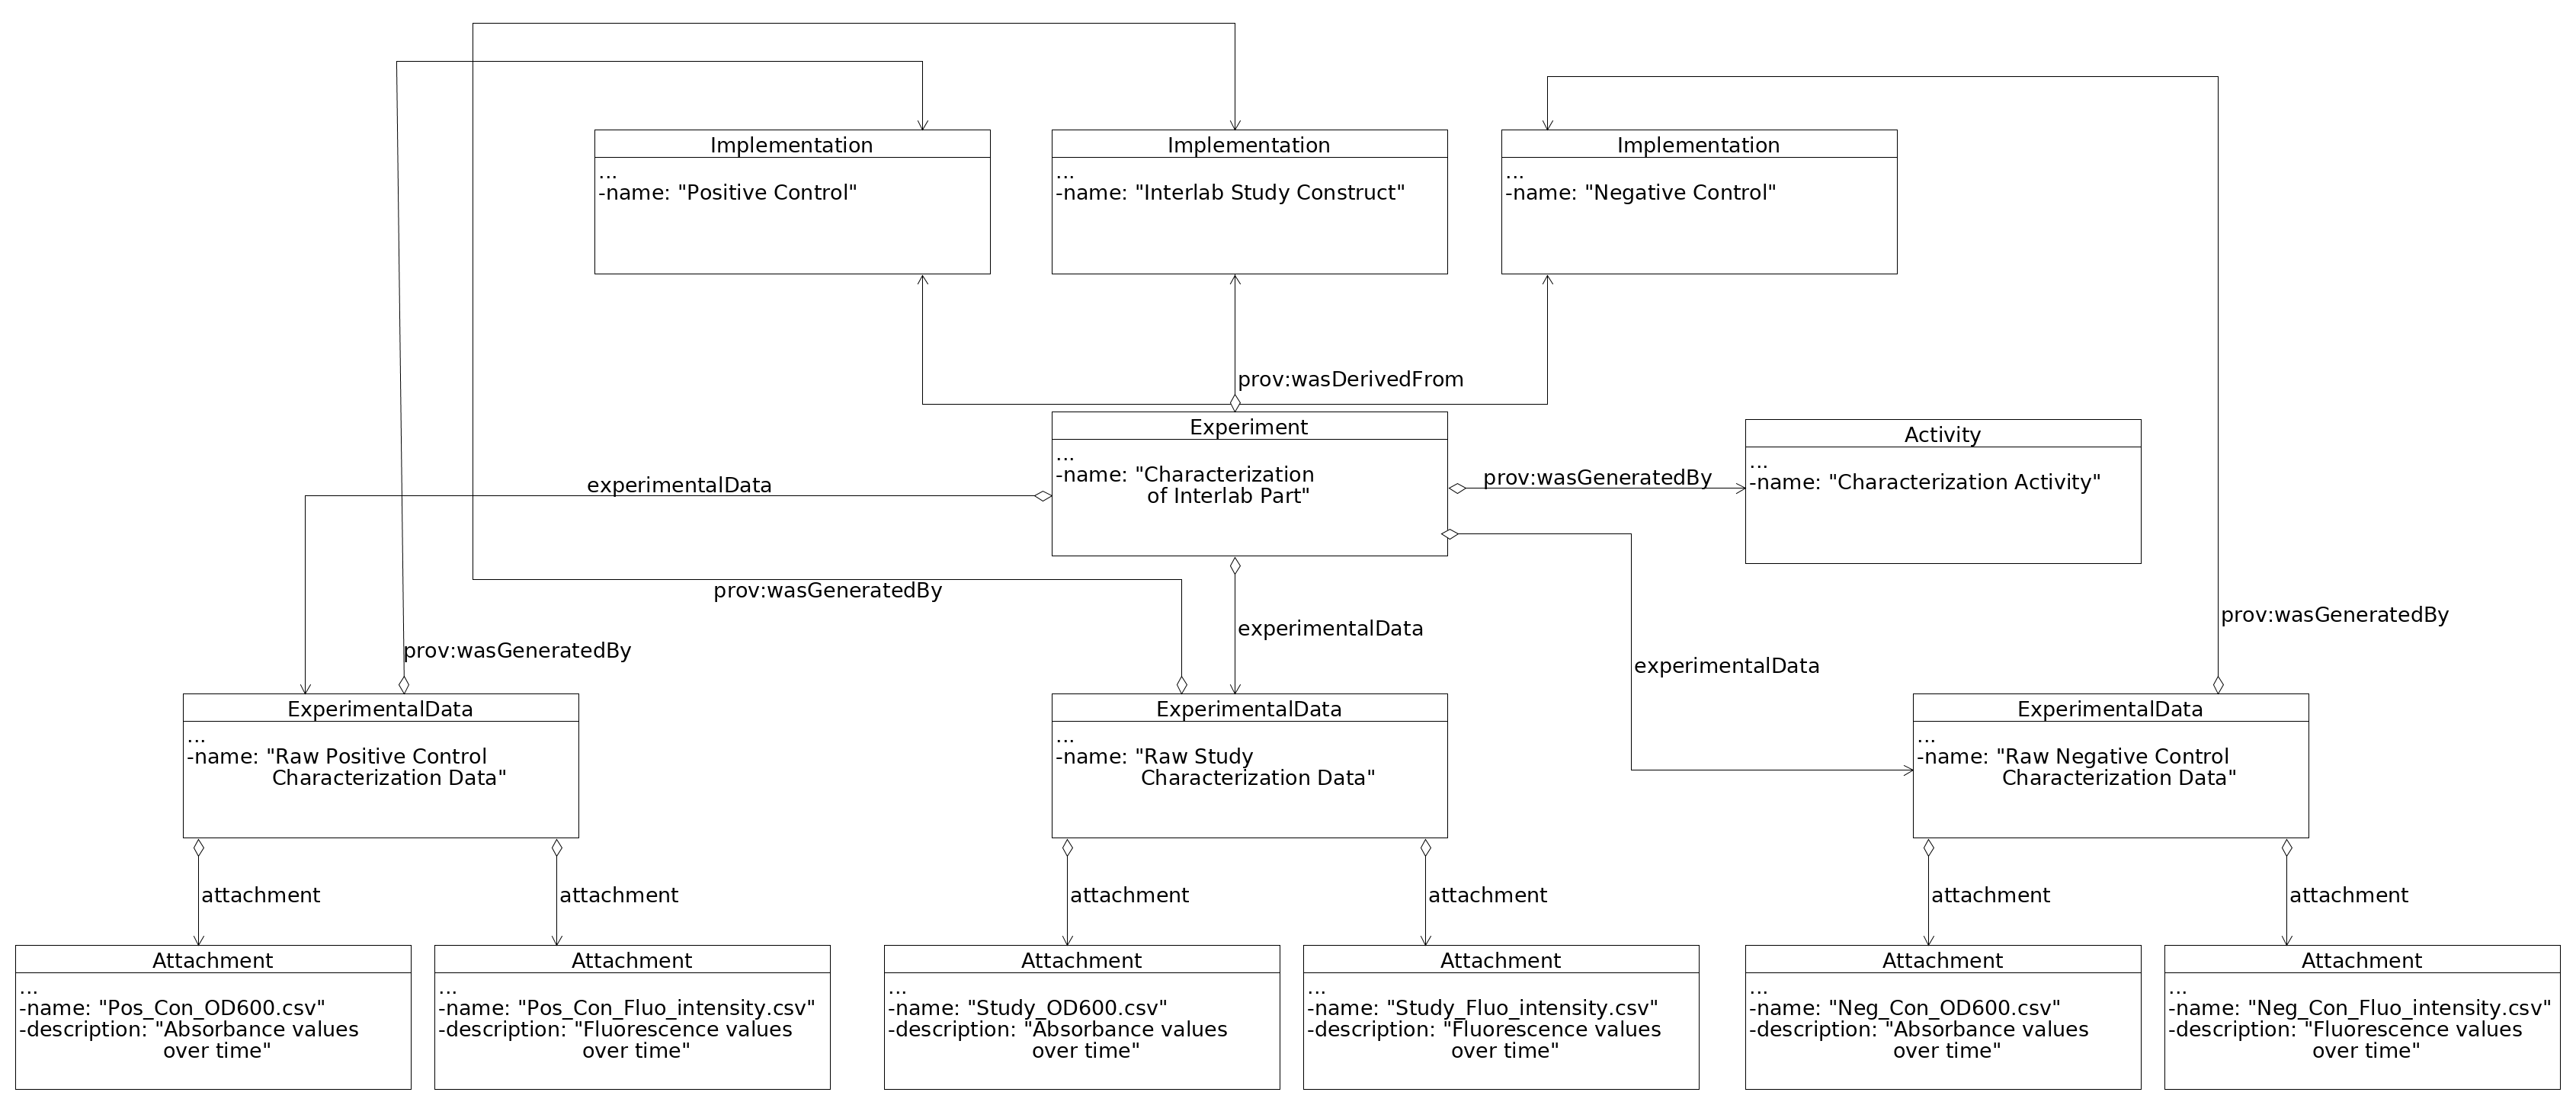 Implementation
...
-name: "Positive Control"
Implementation
...
-name: "Interlab Study Construct"
Implementation
...
-name: "Negative Control"
prov:wasDerivedFrom
Experiment
...
-name: "Characterization
of Interlab Part"
experimentalData
prov:wasGeneratedBy
Activity
...
-name: "Characterization Activity"
prov:wasGeneratedBy
experimentalData
prov:wasGeneratedBy
prov:wasGeneratedBy
experimentalData
ExperimentalData
...
-name: "Raw Positive Control
Characterization Data"
ExperimentalData
...
-name: "Raw Study
Characterization Data"
ExperimentalData
...
-name: "Raw Negative Control
Characterization Data"
attachment
attachment
attachment
attachment
attachment
attachment
Attachment
...
-name: "Pos_Con_OD600.csv"
-description: "Absorbance values
over time"
Attachment
...
-name: "Pos_Con_Fluo_intensity.csv"
-description: "Fluorescence values
over time"
Attachment
...
-name: "Study_OD600.csv"
-description: "Absorbance values
over time"
Attachment
...
-name: "Study_Fluo_intensity.csv"
-description: "Fluorescence values
over time"
Attachment
...
-name: "Neg_Con_OD600.csv"
-description: "Absorbance values
over time"
Attachment
...
-name: "Neg_Con_Fluo_intensity.csv"
-description: "Fluorescence values
over time"